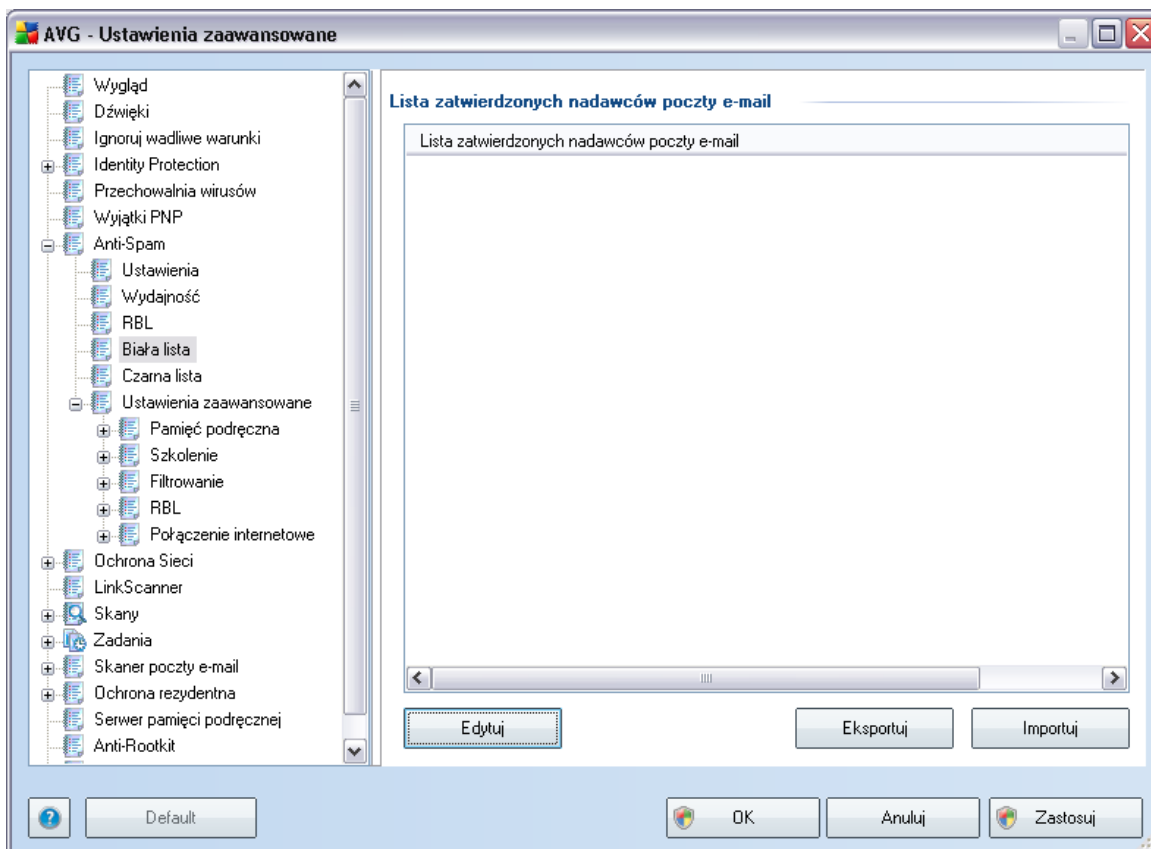 AVG - Ustawienia zaawansowane
Wygląd
Dźwięki
Ignoruj wadliwe warunki
Identity Protection
Przechowalnia wirusów
Wyjątki PNP
Anti-Spam
Ustawienia
Wydajność
RBL
Biała lista
Czarna lista
Ustawienia zaawansowane
Pamięć podręczna
Szkolenie
Filtrowanie
RBL
Połączenie internetowe
Ochrona Sieci
LinkScanner
Skany
Zadania
Skaner poczty e-mail
Ochrona rezydentna
Serwer pamięci podręcznej
Anti-Rootkit
Lista zatwierdzonych nadawców poczty e-mail
Lista zatwierdzonych nadawców poczty e-mail
Edytuj
Eksportuj
Importuj
Default
OK
Anuluj
Zastosuj